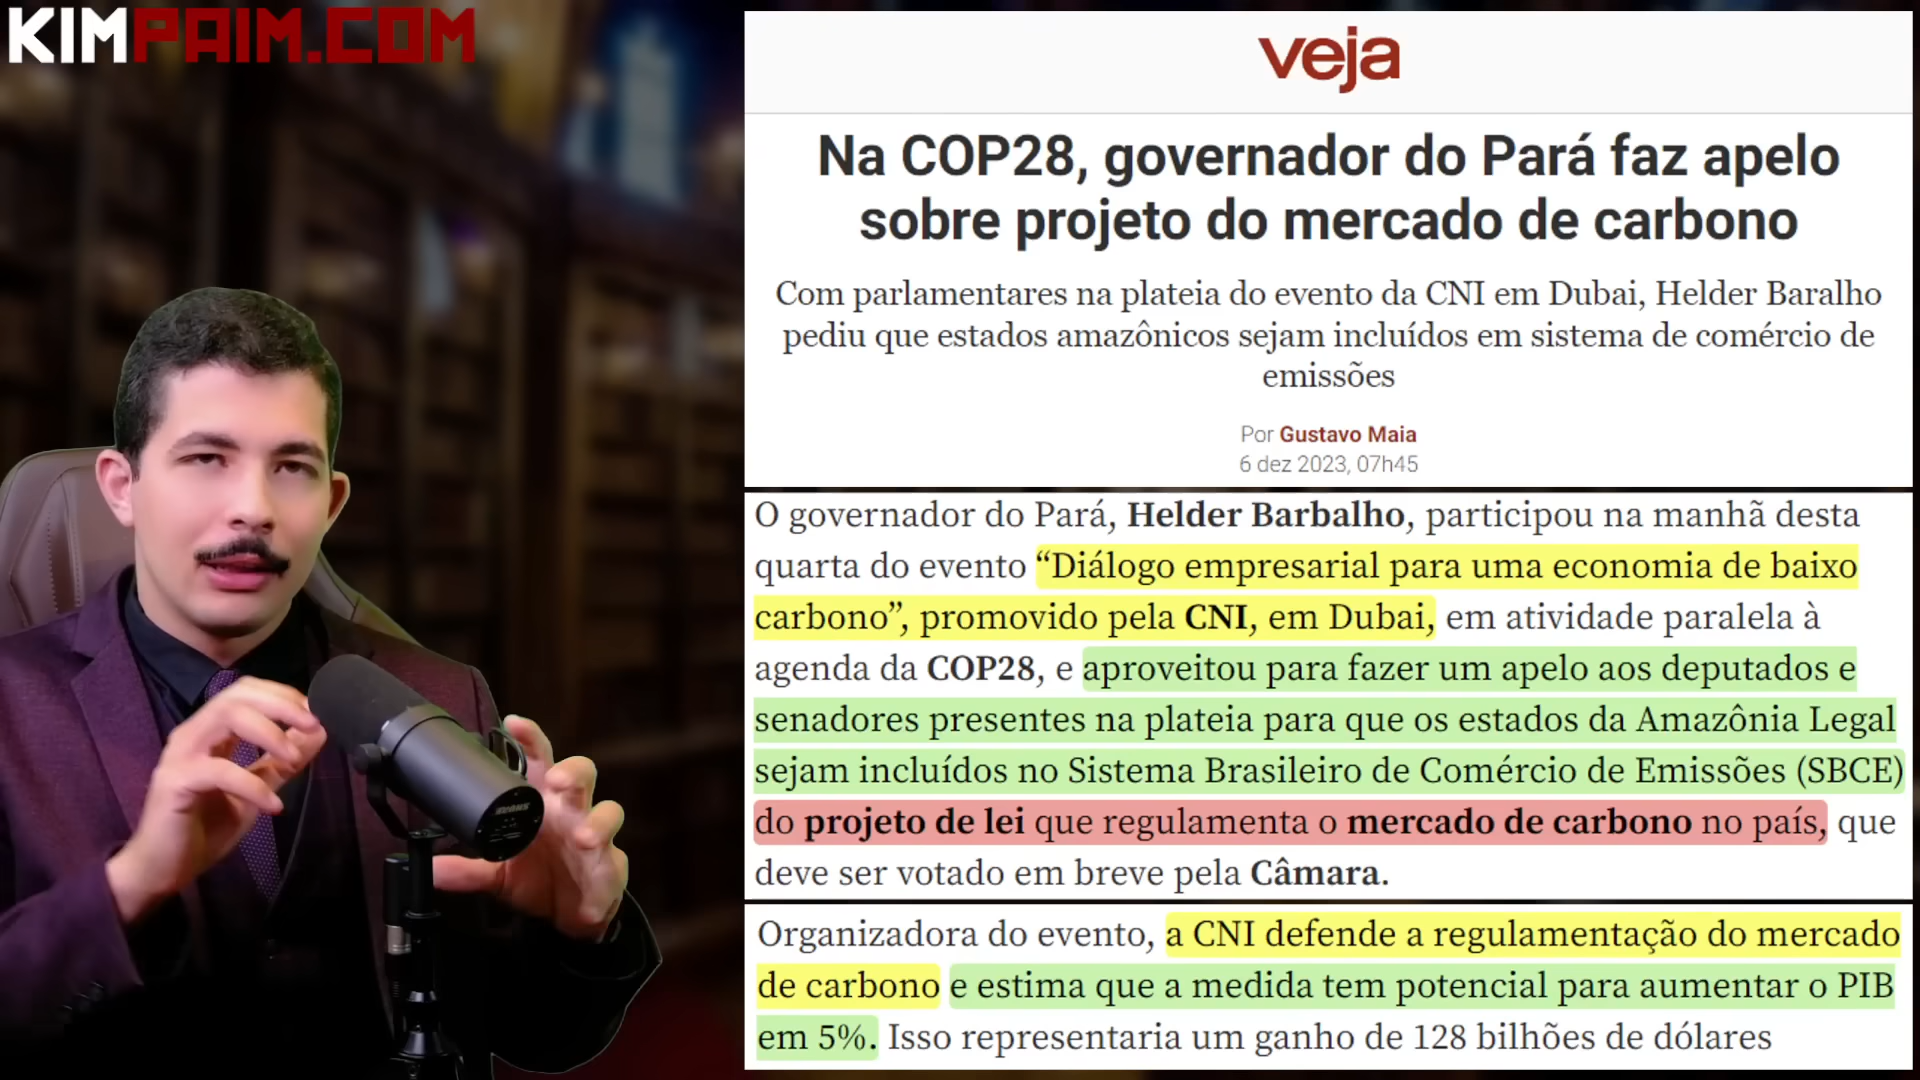 KIMPAIM.COM
veja
Na COP28, governador do Pará faz apelo
sobre projeto do mercado de carbono
Com parlamentares na plateia do evento da CNI em Dubai, Helder Baralho
pediu que estados amazônicos sejam incluídos em sistema de comércio de
emissões
Por Gustavo Maia
6 dez 2023, 07h45
O governador do Pará, Helder Barbalho, participou na manhã desta
quarta do evento “Diálogo empresarial para uma economia de baixo
carbono”, promovido pela CNI, em Dubai, em atividade paralela à
agenda da COP28, e aproveitou para fazer um apelo aos deputados e
senadores presentes na plateia para que os estados da Amazônia Legal
sejam incluídos no Sistema Brasileiro de Comércio de Emissões (SBCE)
do projeto de lei que regulamenta o mercado de carbono no país, que
deve ser votado em breve pela Câmara.
Organizadora do evento, a CNI defende a regulamentação do mercado
de carbono e estima que a medida tem potencial para aumentar o PIB
em 5%. Isso representaria um ganho de 128 bilhões de dólares